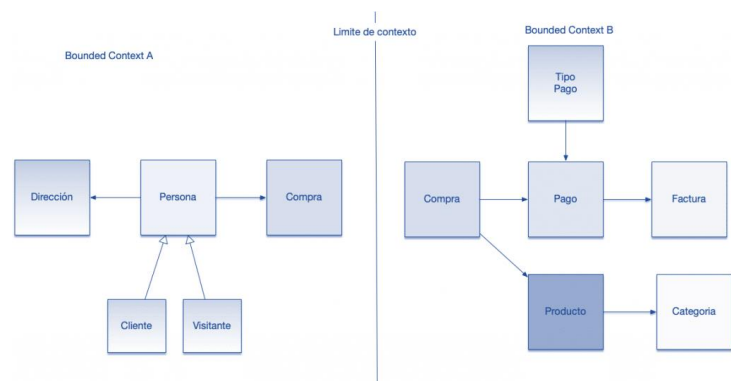 Limite de contexto
Bounded Context A
Bounded Context B
Tipo
Pago
Dirección
Persona
Compra
Compra
Pago
Factura
Cliente
Visitante
Producto
Categoria